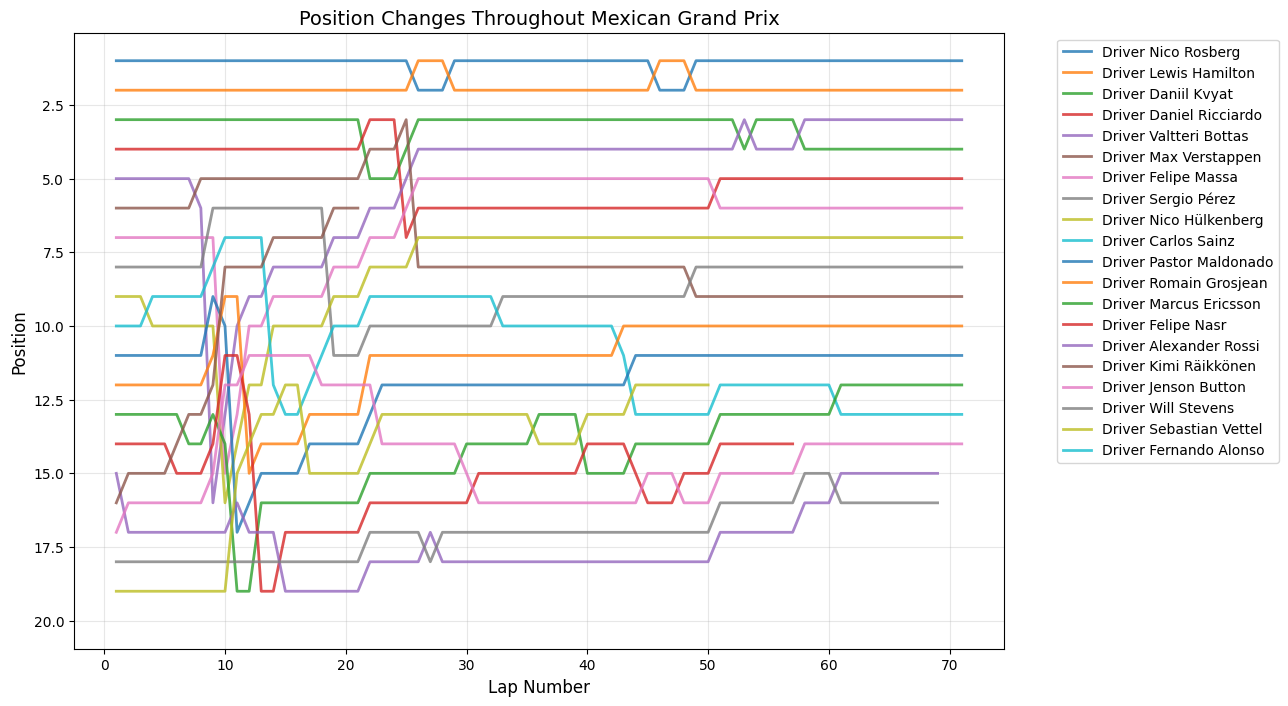 Position Changes Throughout Mexican Grand Prix
Position
2.5
5.0
7.5
10.0
12.5
15.0
17.5
20.0
0 10 20 30 40 50 60 70
Lap Number
Driver Nico Rosberg
Driver Lewis Hamilton
Driver Daniil Kvyat
Driver Daniel Ricciardo
Driver Valtteri Bottas
Driver Max Verstappen
Driver Felipe Massa
Driver Sergio Pérez
Driver Nico Hülkenberg
Driver Carlos Sainz
Driver Pastor Maldonado
Driver Romain Grosjean
Driver Marcus Ericsson
Driver Felipe Nasr
Driver Alexander Rossi
Driver Kimi Räikkönen
Driver Jenson Button
Driver Will Stevens
Driver Sebastian Vettel
Driver Fernando Alonso